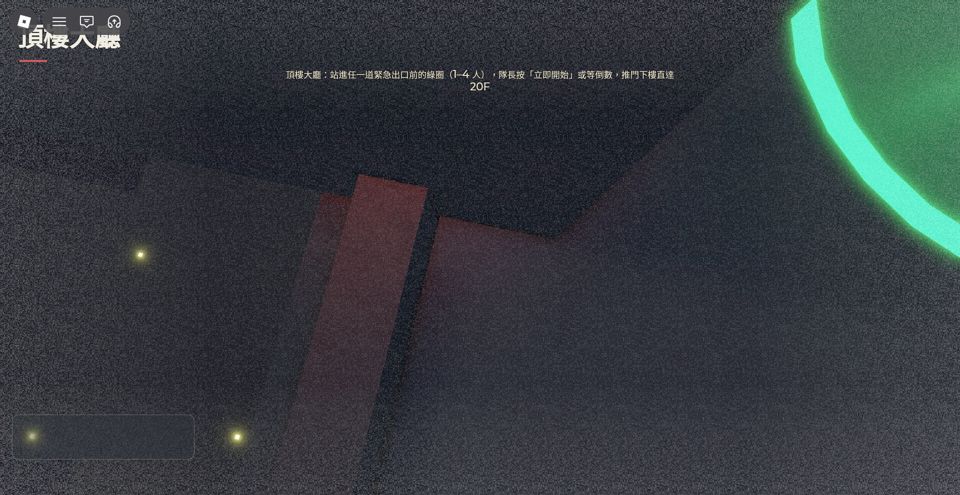 頂樓大廳
頂樓大廳：站進任一道緊急出口前的綠圈（1–4 人），隊長按「立即開始」或等倒數，推門下樓直達
20F